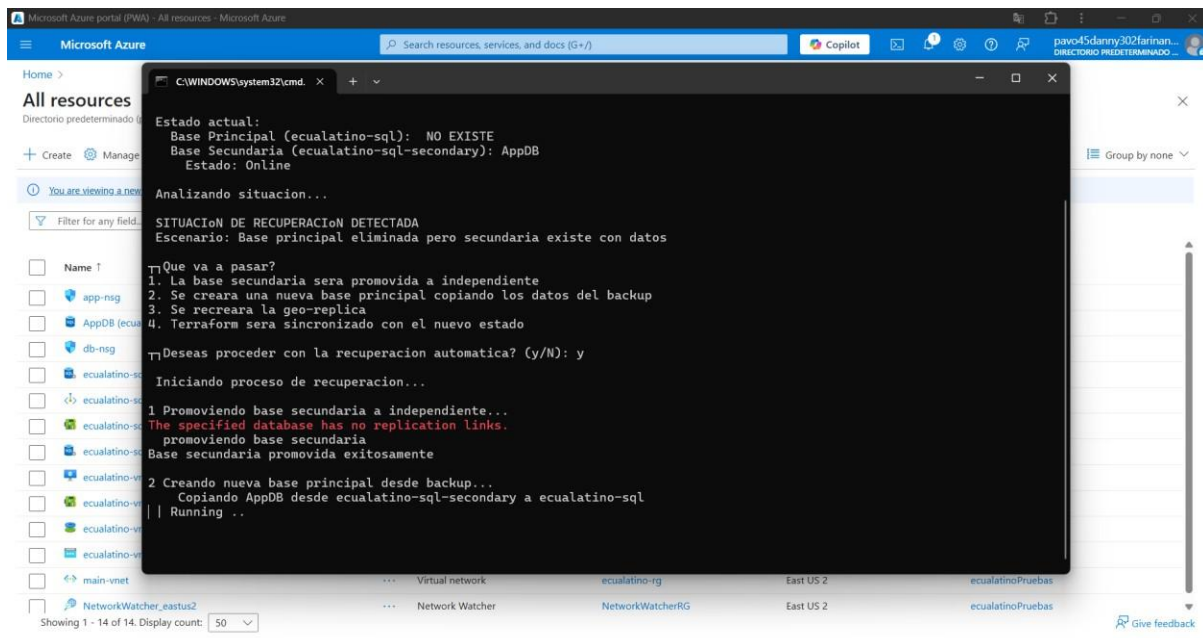 Microsoft Azure portal (PWA) - All resources - Microsoft Azure
Microsoft Azure
Search resources, services, and docs (G+/)
Copilot
1
pavo45danny302farinan...
DIRECTORIO PREDETERMINADO ...
Home >
All resources
Directorio predeterminado (p
+ Create
Manage
Group by none
You are viewing a new
Filter for any field...
Name ↑
app-nsg
AppDB (ecua
db-nsg
ecualatino-sq
ecualatino-sq
ecualatino-sq
ecualatino-sq
ecualatino-vn
ecualatino-vn
ecualatino-vn
ecualatino-vn
main-vnet
...
Virtual network
ecualatino-rg
East US 2
ecualatinoPruebas
NetworkWatcher_eastus2
...
Network Watcher
NetworkWatcherRG
East US 2
ecualatinoPruebas
Showing 1 - 14 of 14. Display count: 50
Give feedback
C:\WINDOWS\system32\cmd.
Estado actual:
Base Principal (ecualatino-sql): NO EXISTE
Base Secundaria (ecualatino-sql-secondary): AppDB
Estado: Online
Analizando situacion...
SITUACIoN DE RECUPERACIoN DETECTADA
Escenario: Base principal eliminada pero secundaria existe con datos
┬┐Que va a pasar?
1. La base secundaria sera promovida a independiente
2. Se creara una nueva base principal copiando los datos del backup
3. Se recreara la geo-replica
4. Terraform sera sincronizado con el nuevo estado
┬┐Deseas proceder con la recuperacion automatica? (y/N): y
Iniciando proceso de recuperacion...
1 Promoviendo base secundaria a independiente...
The specified database has no replication links.
promoviendo base secundaria
Base secundaria promovida exitosamente
2 Creando nueva base principal desde backup...
Copiando AppDB desde ecualatino-sql-secondary a ecualatino-sql
| | Running ..